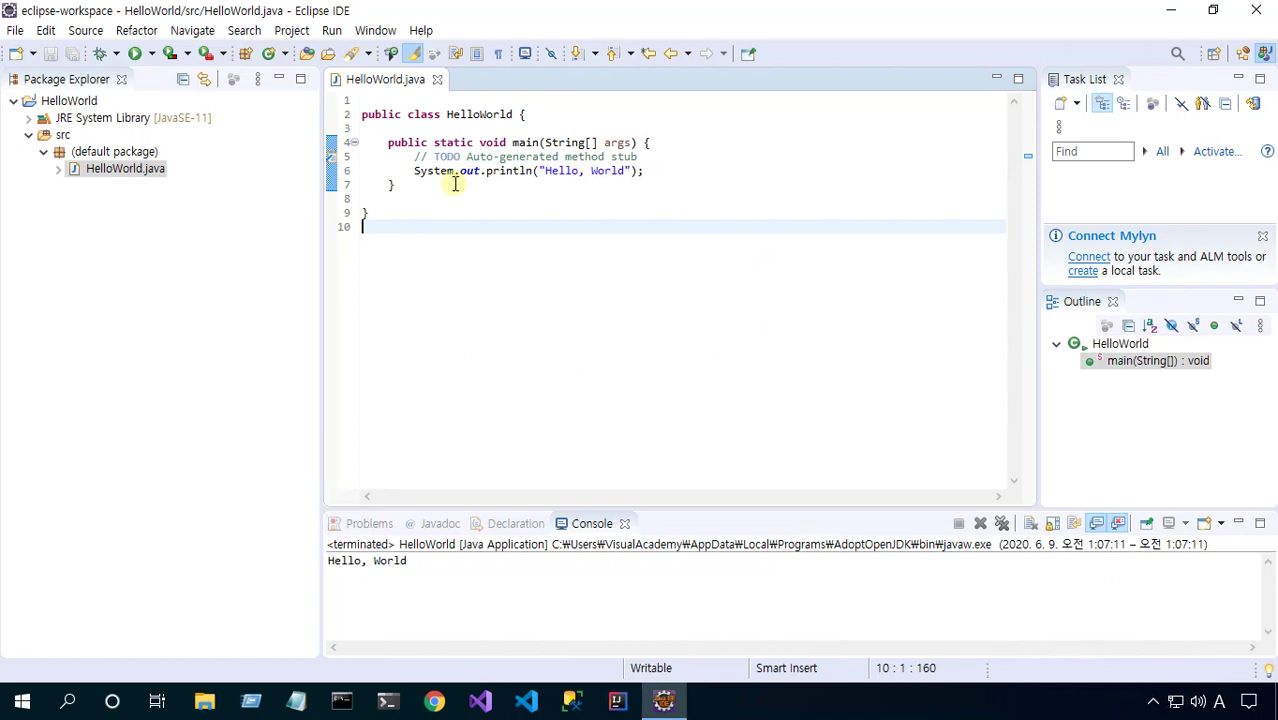 eclipse-workspace - HelloWorld/src/HelloWorld.java - Eclipse IDE
File Edit Source Refactor Navigate Search Project Run Window Help
Package Explorer
HelloWorld
JRE System Library [JavaSE-11]
src
(default package)
HelloWorld.java
HelloWorld.java
1
2 public class HelloWorld {
3
4 public static void main(String[] args) {
5 // TODO Auto-generated method stub
6 System.out.println("Hello, World");
7 }
8
9 }
10
Task List
Find All Activate...
Connect Mylyn
Connect to your task and ALM tools or
create a local task.
Outline
HelloWorld
main(String[]) : void
Problems Javadoc Declaration Console
<terminated> HelloWorld [Java Application] C:₩Users₩VisualAcademy₩AppData₩Local₩Programs₩AdoptOpenJDK₩bin₩javaw.exe (2020. 6. 9. 오전 1:07:11 – 오전 1:07:11)
Hello, World
Writable Smart Insert 10 : 1 : 160
A